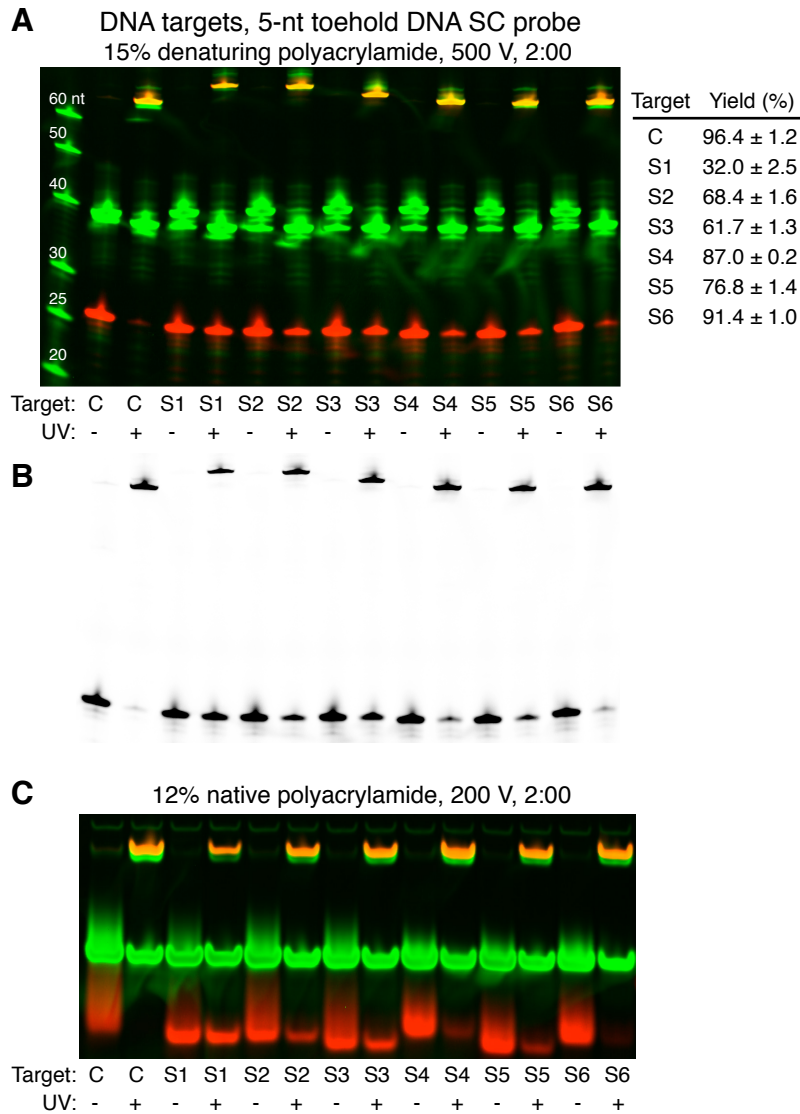 A
DNA targets, 5-nt toehold DNA SC probe
15% denaturing polyacrylamide, 500 V, 2:00
60 nt
50
40
30
25
20
Target Yield (%)
C 96.4 ± 1.2
S1 32.0 ± 2.5
S2 68.4 ± 1.6
S3 61.7 ± 1.3
S4 87.0 ± 0.2
S5 76.8 ± 1.4
S6 91.4 ± 1.0
Target: C C S1 S1 S2 S2 S3 S3 S4 S4 S5 S5 S6 S6
UV: - + - + - + - + - + - + - +
B
C
12% native polyacrylamide, 200 V, 2:00
Target: C C S1 S1 S2 S2 S3 S3 S4 S4 S5 S5 S6 S6
UV: - + - + - + - + - + - + - +